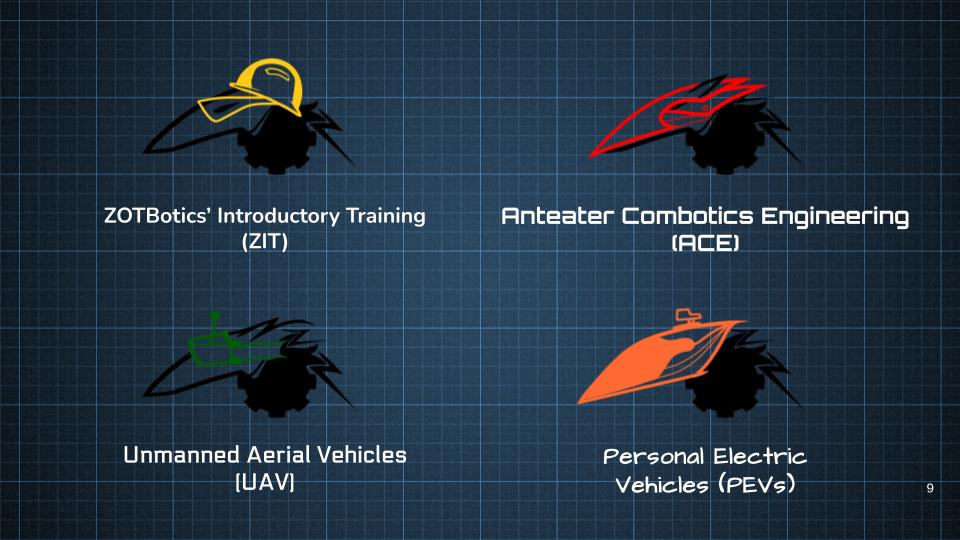 ZOTBotics’ Introductory Training
(ZIT)
Anteater Combotics Engineering
(ACE)
Unmanned Aerial Vehicles
(UAV)
Personal Electric
Vehicles (PEVs)
9